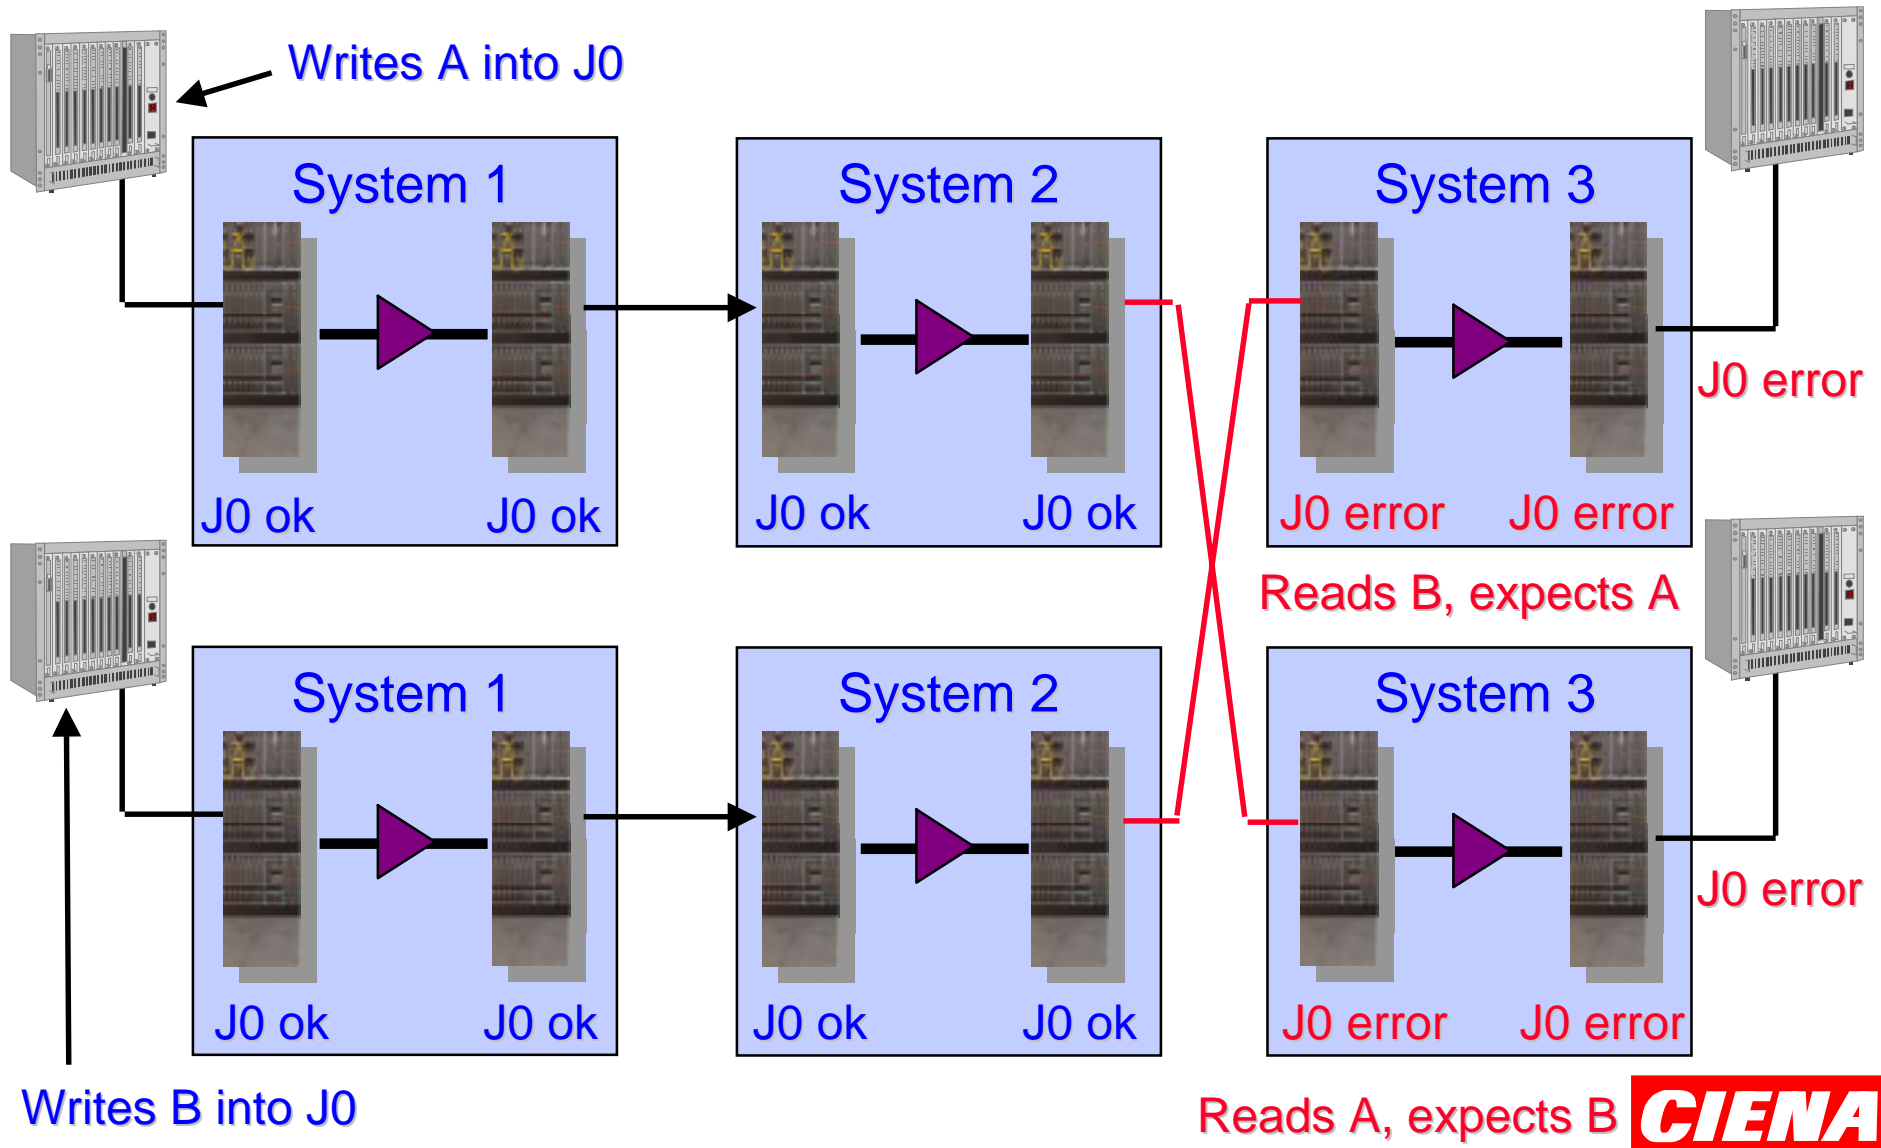 Writes A into J0
System 1
System 2
System 3
J0 error
J0 ok
J0 ok
J0 ok
J0 ok
J0 error
J0 error
Reads B, expects A
System 1
System 2
System 3
J0 error
J0 ok
J0 ok
J0 ok
J0 ok
J0 error
J0 error
Writes B into J0
Reads A, expects B
CIENA